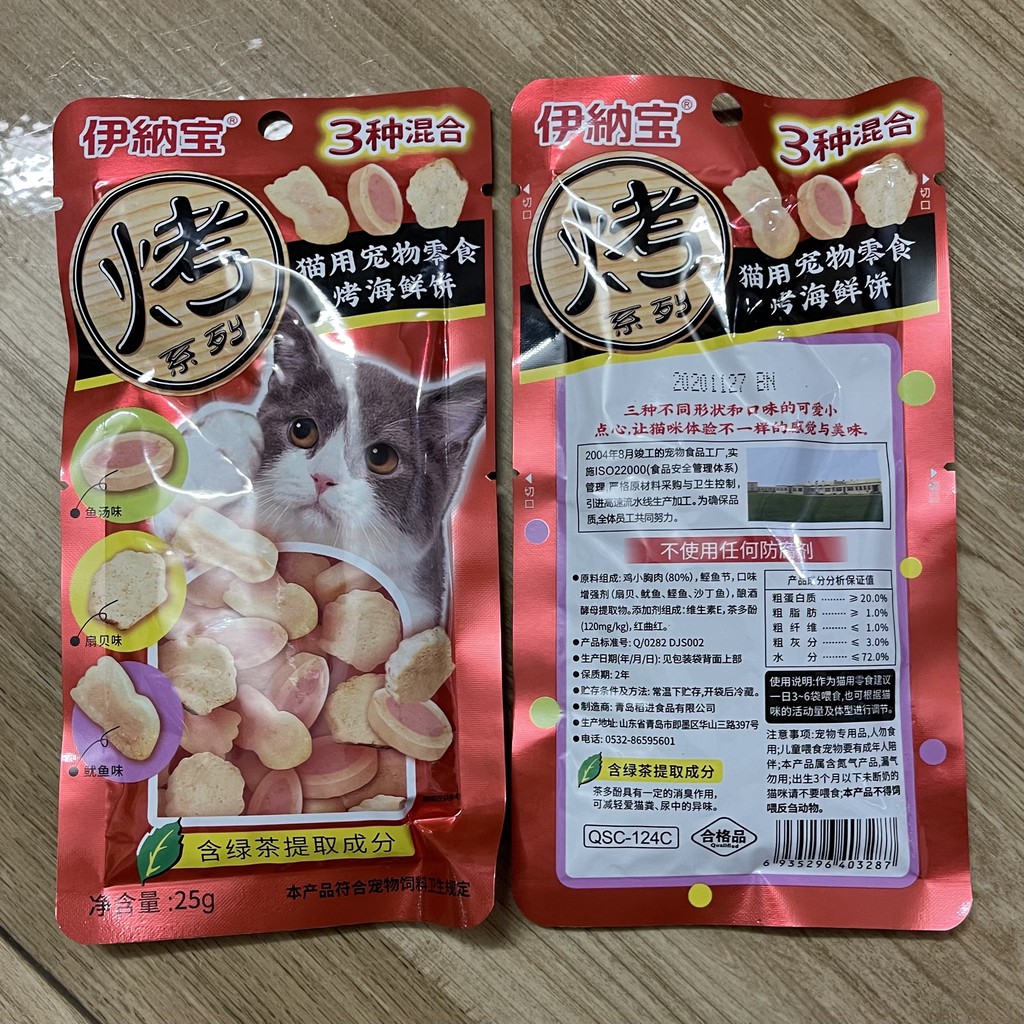 伊納宝®
3种混合
烤
系列
猫用宠物零食
烤海鲜饼
鱼汤味
扇贝味
鱿鱼味
含绿茶提取成分
净含量:25g
本产品符合宠物饲料卫生规定
伊納宝®
3种混合
切口
切口
烤
系列
猫用宠物零食
烤海鲜饼
20201127 BN
三种不同形状和口味的可爱小
点心,让猫咪体验不一样的感觉与美味。
2004年8月竣工的宠物食品工厂,实
施ISO22000(食品安全管理体系)
管理,严格原材料采购与卫生控制,
引进高速流水线生产加工。为确保品
质,全体员工共同努力。
切口
不使用任何防腐剂
●原料组成: 鸡小胸肉(80%), 鲣鱼节, 口味
增强剂(扇贝、鱿鱼、鲣鱼、沙丁鱼), 酿酒
酵母提取物。添加剂组成: 维生素E, 茶多酚
(120mg/kg), 红曲红。
●产品标准号: Q/0282 DJS002
●生产日期(年/月/日): 见包装袋背面上部
●保质期: 2年
●贮存条件及方法: 常温下贮存,开袋后冷藏。
●制造商: 青岛稻进食品有限公司
●生产地址: 山东省青岛市即墨区华山三路397号
●电话: 0532-86595601
产品成分分析保证值
粗蛋白质 ........ ≥20.0%
粗脂肪 ........ ≥ 1.0%
粗纤维 ........ ≤ 1.0%
粗灰分 ........ ≤ 3.0%
水分 ........ ≤72.0%
使用说明:作为猫用零食建议
一日3~6袋喂食,也可根据猫
咪的活动量及体型进行调节。
注意事项:宠物专用品,人勿食
用;儿童喂食宠物要有成年人陪
伴;本产品属含氮气产品,漏气
勿用;出生3个月以下未断奶的
猫咪请不要喂食;本产品不得饲
喂反刍动物。
含绿茶提取成分
茶多酚具有一定的消臭作用,
可减轻爱猫粪、尿中的异味。
QSC-124C
合格品
Qualified
6 935296 403287